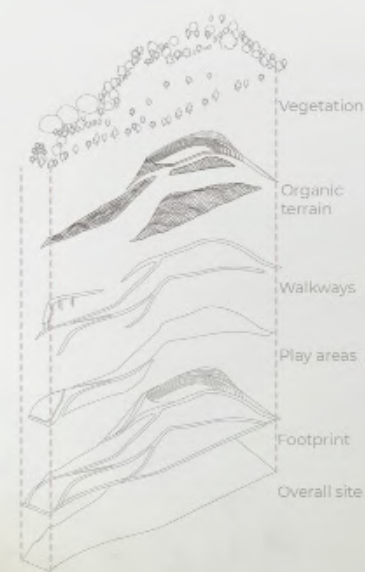 Vegetation
Organic
terrain
Walkways
Play areas
Footprint
Overall site